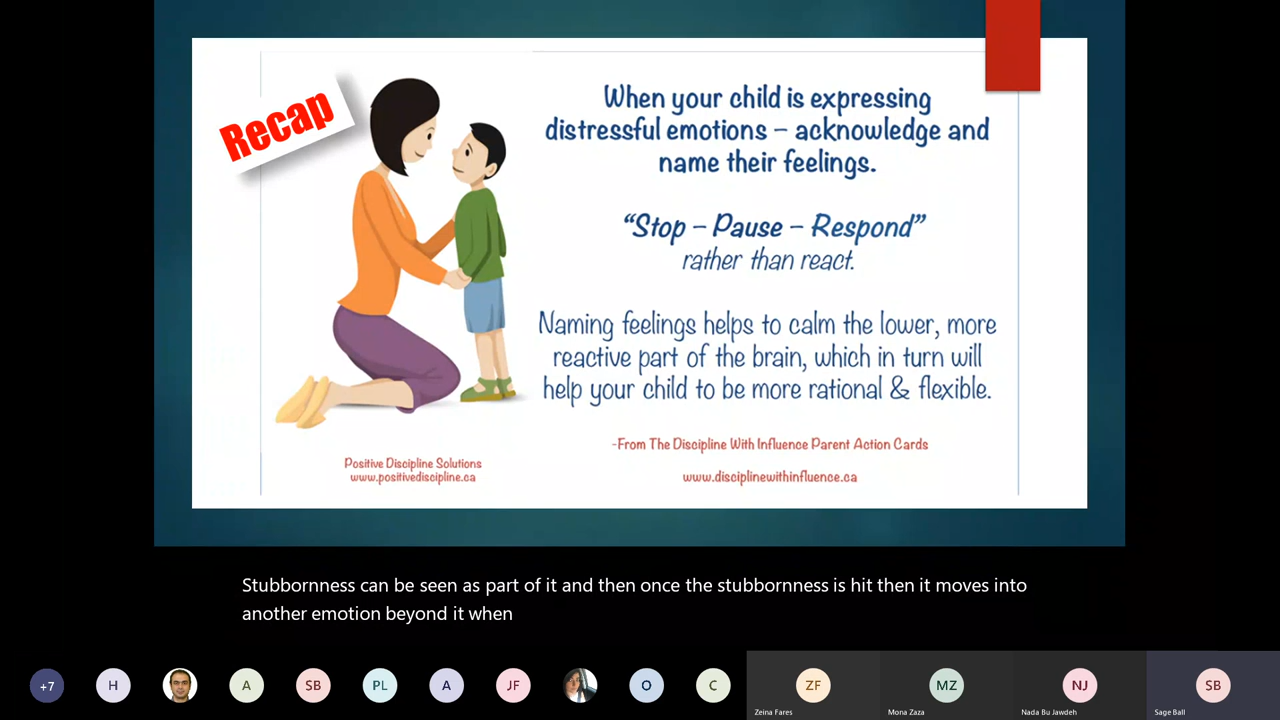 Recap
When your child is expressing
distressful emotions – acknowledge and
name their feelings.
“Stop – Pause – Respond”
rather than react.
Naming feelings helps to calm the lower, more
reactive part of the brain, which in turn will
help your child to be more rational & flexible.
-From The Discipline With Influence Parent Action Cards
www.disciplinewithinfluence.ca
Positive Discipline Solutions
www.positivediscipline.ca
Stubbornness can be seen as part of it and then once the stubbornness is hit then it moves into
another emotion beyond it when
+7
H
A
SB
PL
A
JF
O
C
ZF
Zeina Fares
MZ
Mona Zaza
NJ
Nada Bu Jawdeh
SB
Sage Ball